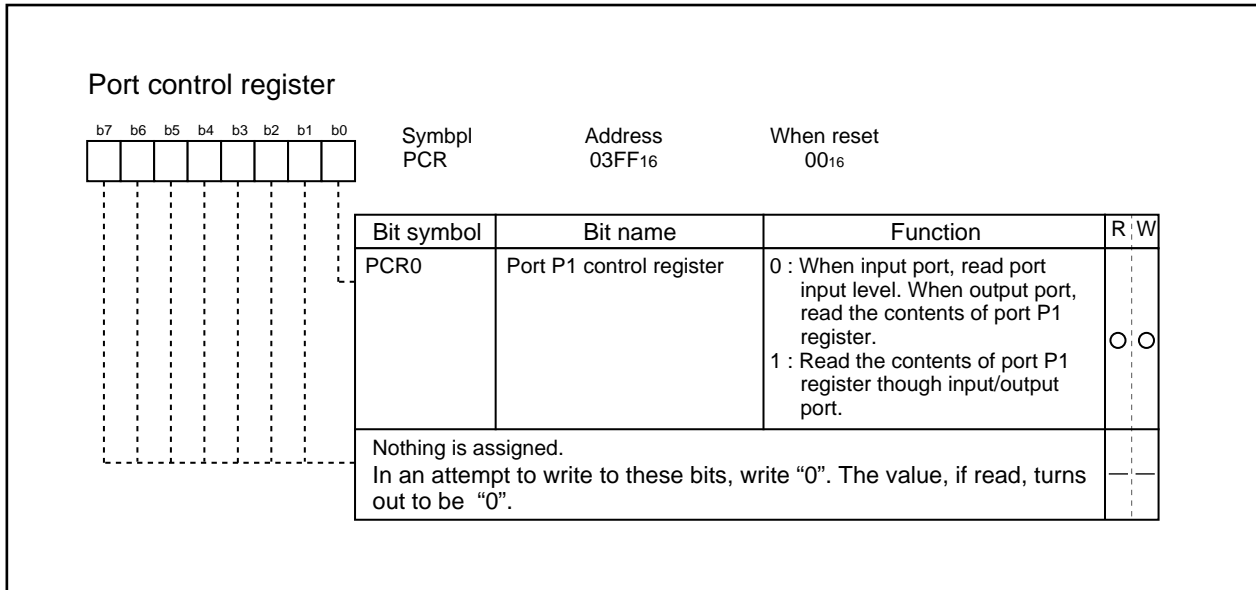 Port control register
b7 b6 b5 b4 b3 b2 b1 b0
Symbpl Address When reset
PCR 03FF16 0016
Bit symbol Bit name Function R W
PCR0 Port P1 control register 0 : When input port, read port
input level. When output port,
read the contents of port P1
register.
1 : Read the contents of port P1
register though input/output
port.
Nothing is assigned.
In an attempt to write to these bits, write “0”. The value, if read, turns
out to be “0”.